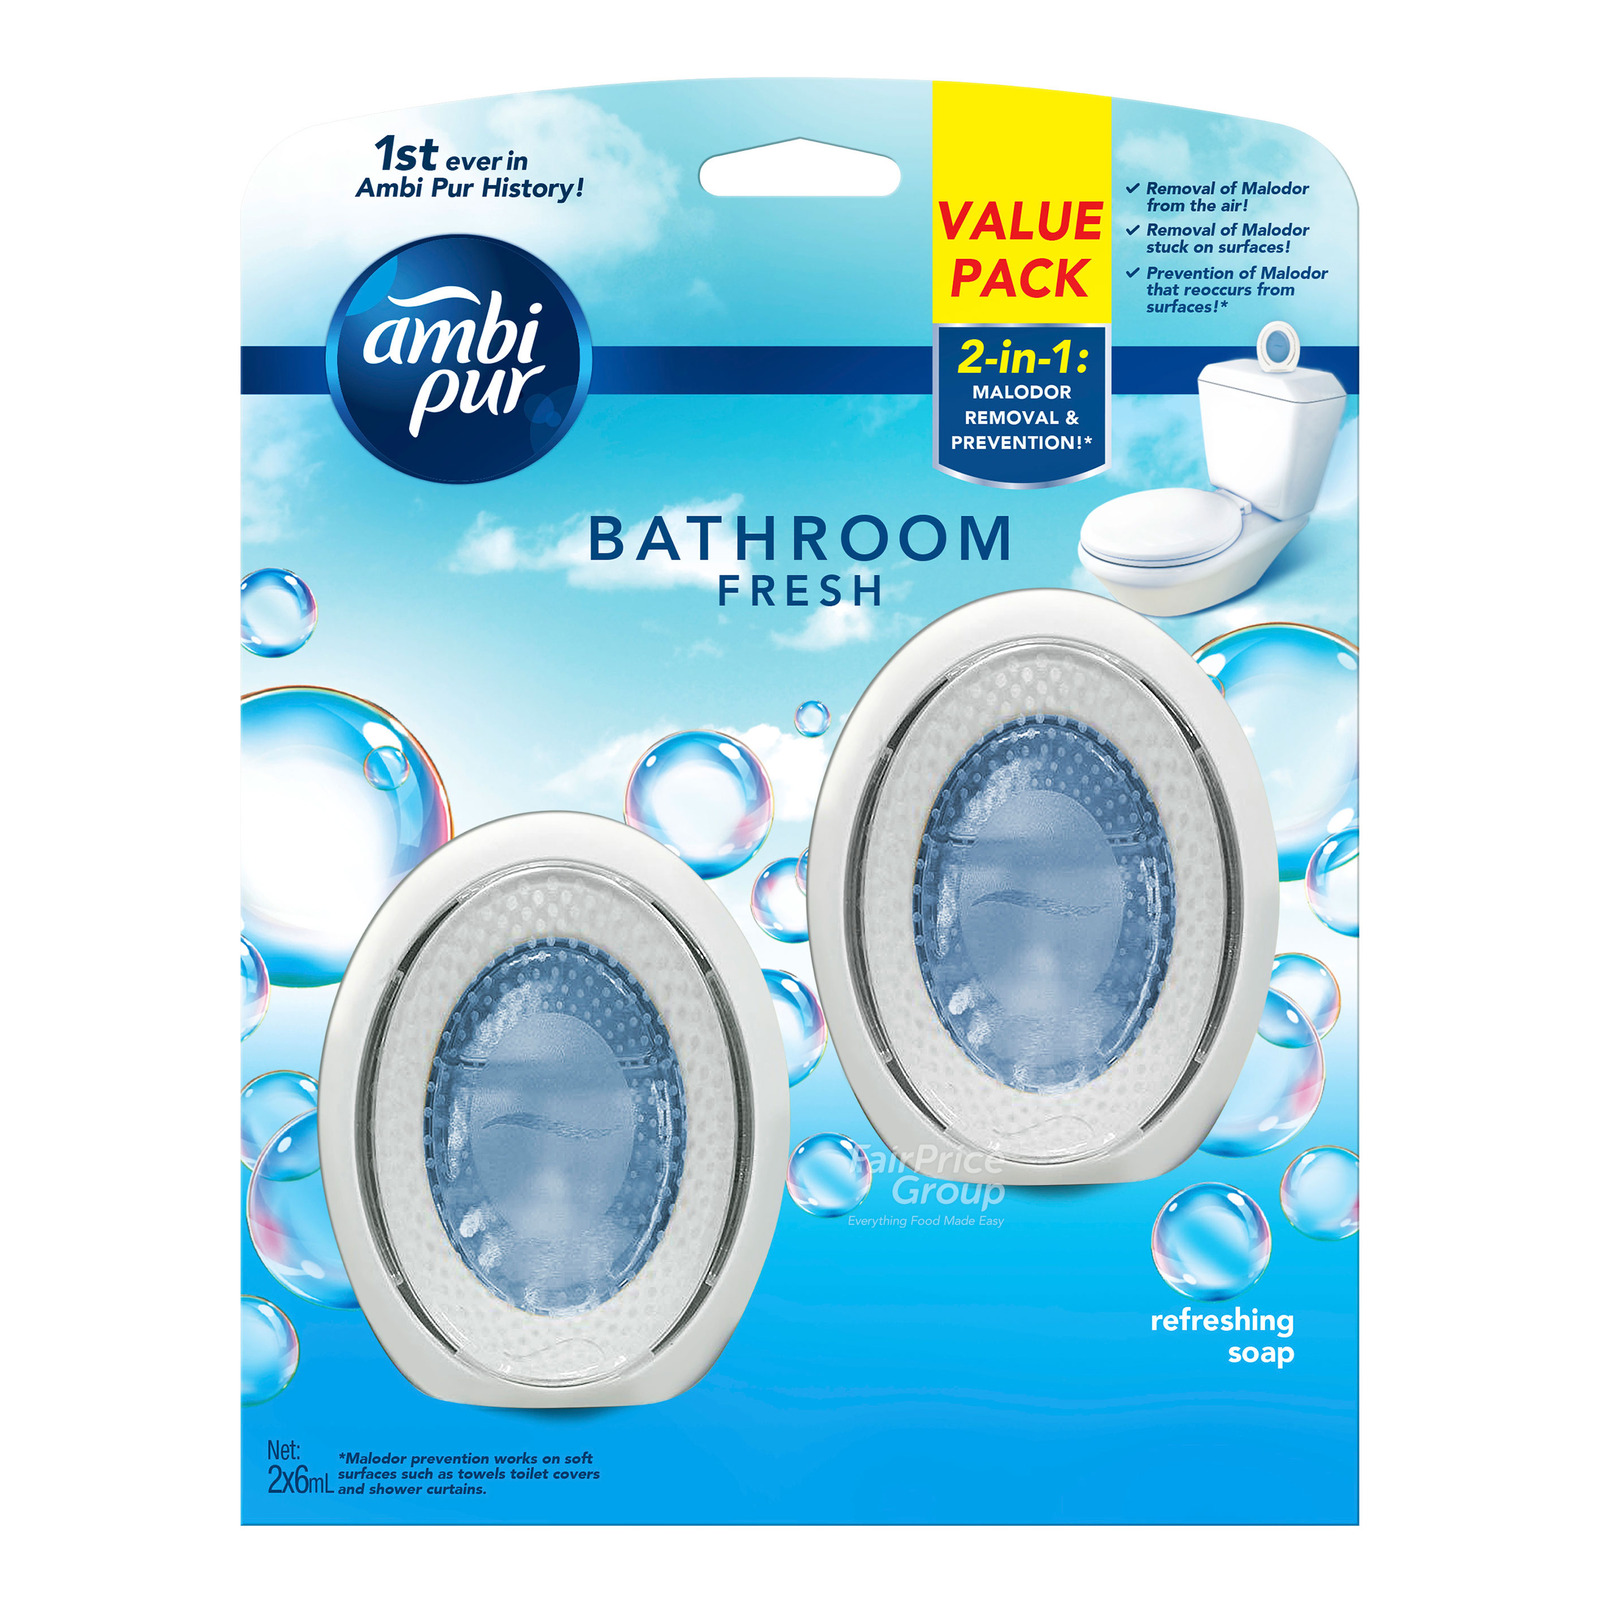 1st ever in
Ambi Pur History!
ambi
pur
VALUE
PACK
2-in-1:
MALODOR
REMOVAL &
PREVENTION!*
✓ Removal of Malodor
from the air!
✓ Removal of Malodor
stuck on surfaces!
✓ Prevention of Malodor
that reoccurs from
surfaces!*
BATHROOM
FRESH
FairPrice
Group
Everything Food Made Easy
refreshing
soap
Net:
2x6mL
*Malodor prevention works on soft
surfaces such as towels toilet covers
and shower curtains.